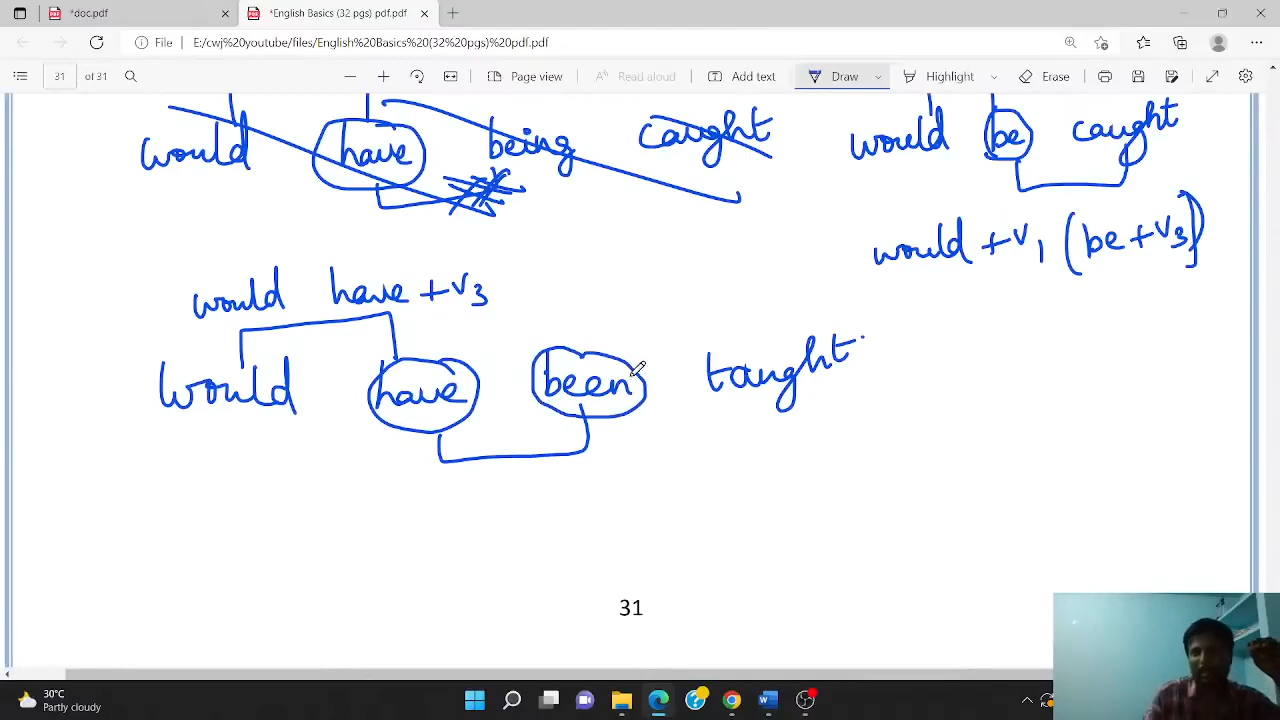 *doc.pdf
*English Basics (32 pgs) pdf.pdf
File E:/cwj%20youtube/files/English%20Basics%20(32%20pgs)%20pdf.pdf
31 of 31
Page view
Read aloud
Add text
Draw
Highlight
Erase
would have being caught
would be caught
would + v1 (be + v3)
would have + v3
would have been taught
31
30°C
Partly cloudy